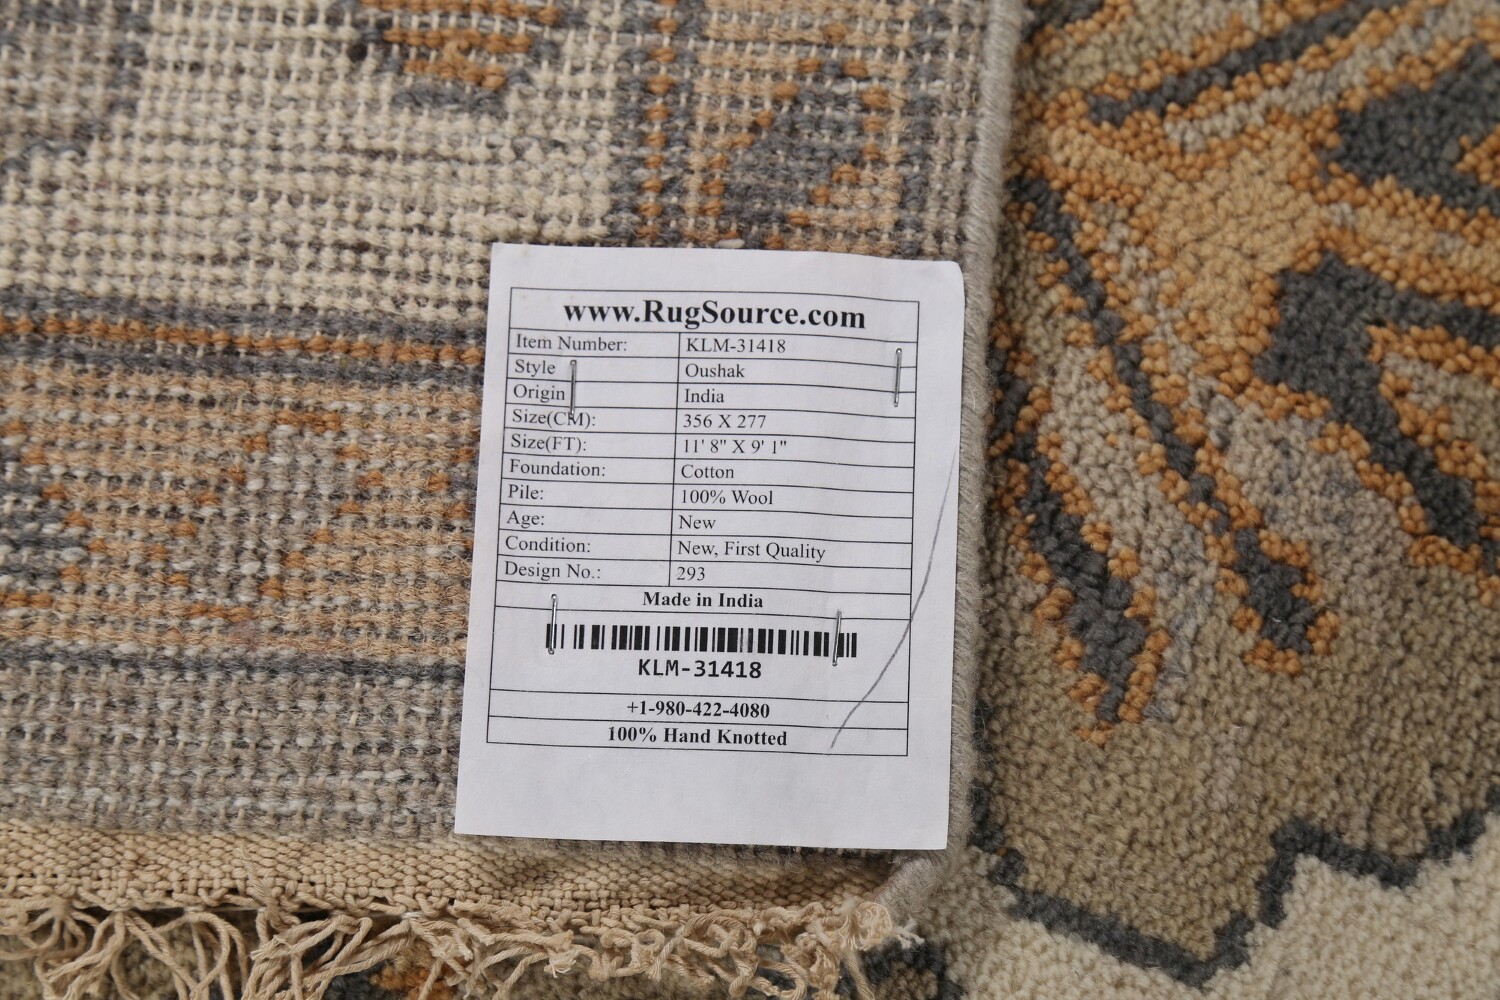 www.RugSource.com
Item Number: KLM-31418
Style Oushak
Origin India
Size(CM): 356 X 277
Size(FT): 11' 8" X 9' 1"
Foundation: Cotton
Pile: 100% Wool
Age: New
Condition: New, First Quality
Design No.: 293
Made in India
KLM-31418
+1-980-422-4080
100% Hand Knotted